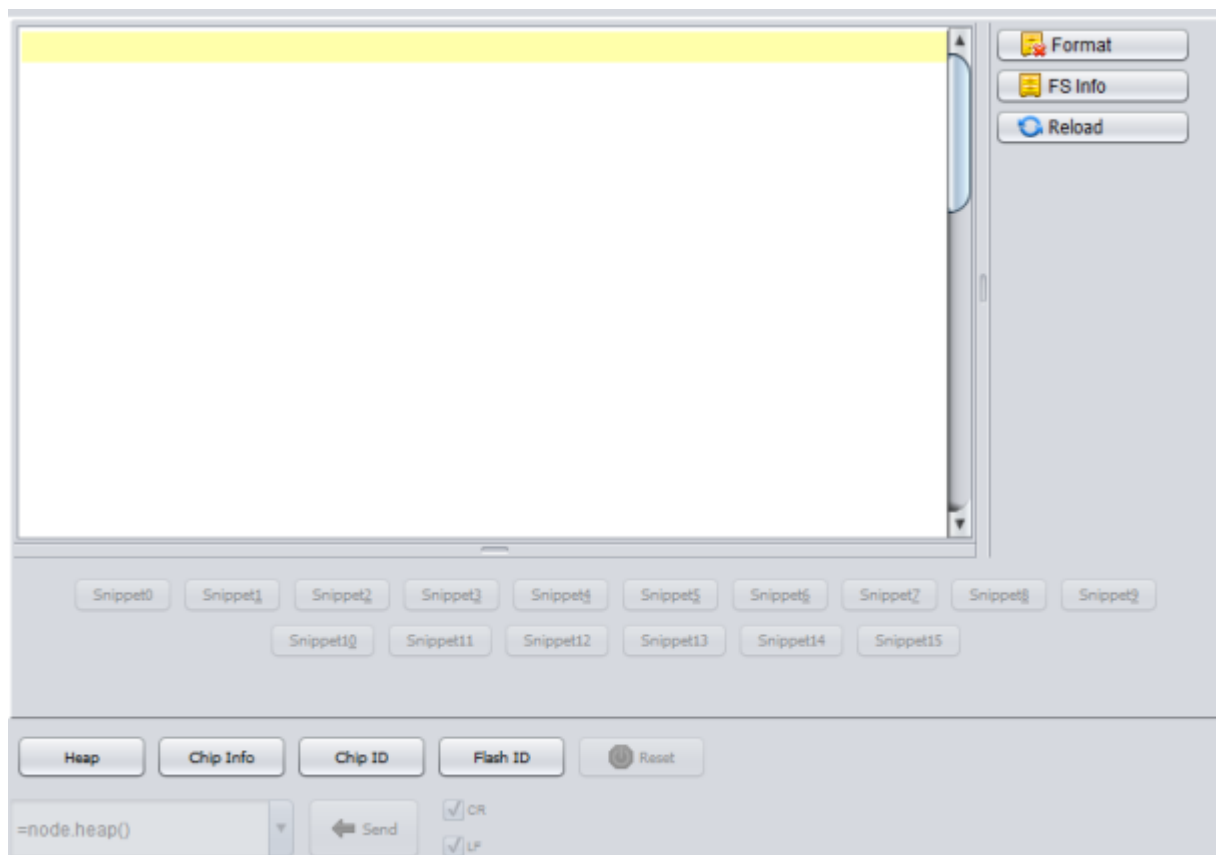 Format
FS Info
Reload
Snippet0 Snippet1 Snippet2 Snippet3 Snippet4 Snippet5 Snippet6 Snippet7 Snippet8 Snippet9
Snippet10 Snippet11 Snippet12 Snippet13 Snippet14 Snippet15
Heap Chip Info Chip ID Flash ID Reset
=node.heap() Send CR
LF